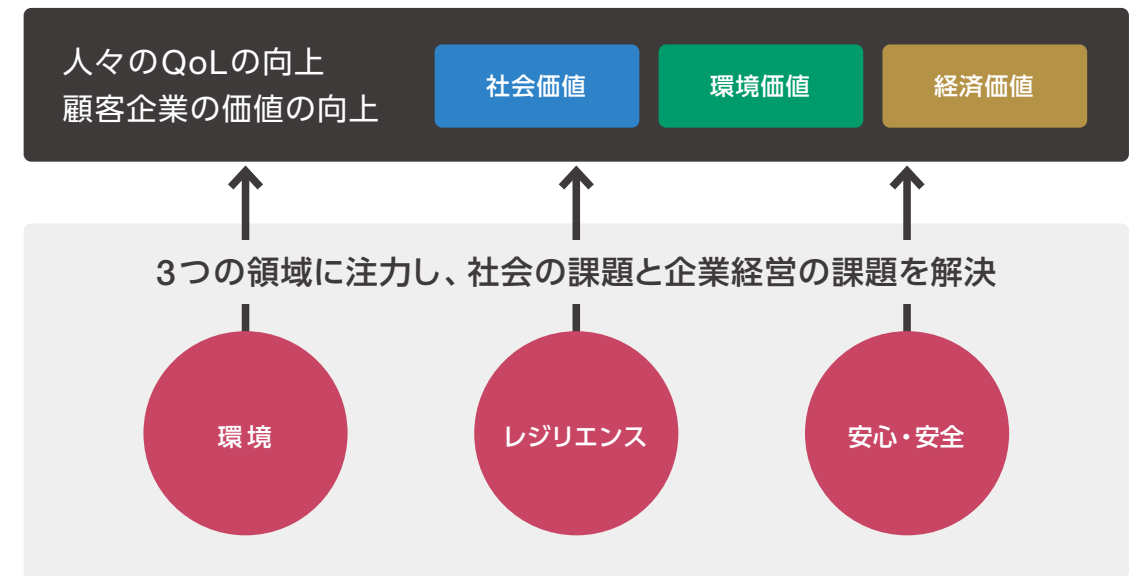 人々のQoLの向上
顧客企業の価値の向上
社会価値
環境価値
経済価値
3つの領域に注力し、社会の課題と企業経営の課題を解決
環境
レジリエンス
安心・安全